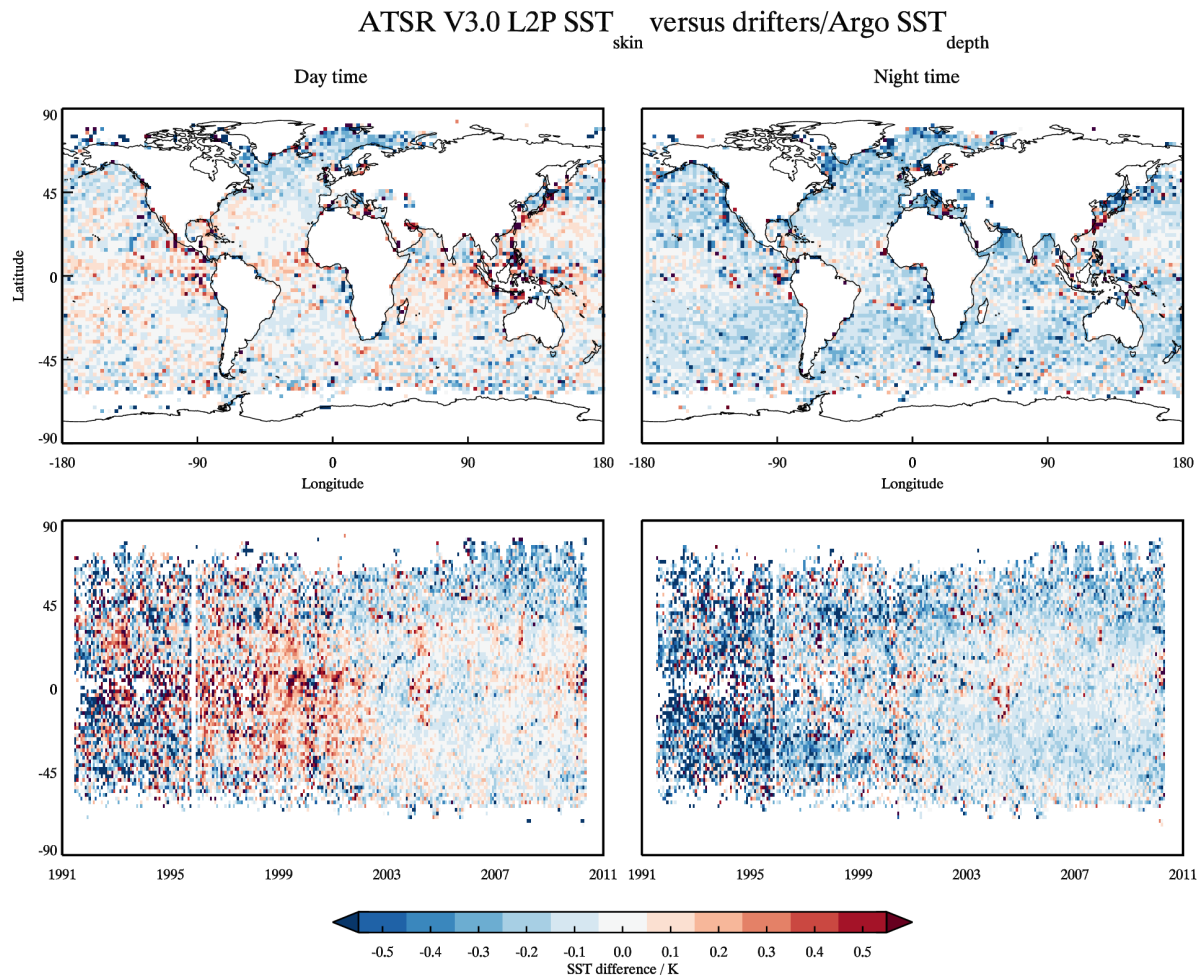 ATSR V3.0 L2P SST skin versus drifters/Argo SST depth
Day time
Night time
90
45
0
-45
-90
Latitude
-180 -90 0 90 180
Longitude
-180 -90 0 90 180
Longitude
90
45
0
-45
-90
1991 1995 1999 2003 2007 2011
1991 1995 1999 2003 2007 2011
-0.5 -0.4 -0.3 -0.2 -0.1 0.0 0.1 0.2 0.3 0.4 0.5
SST difference / K